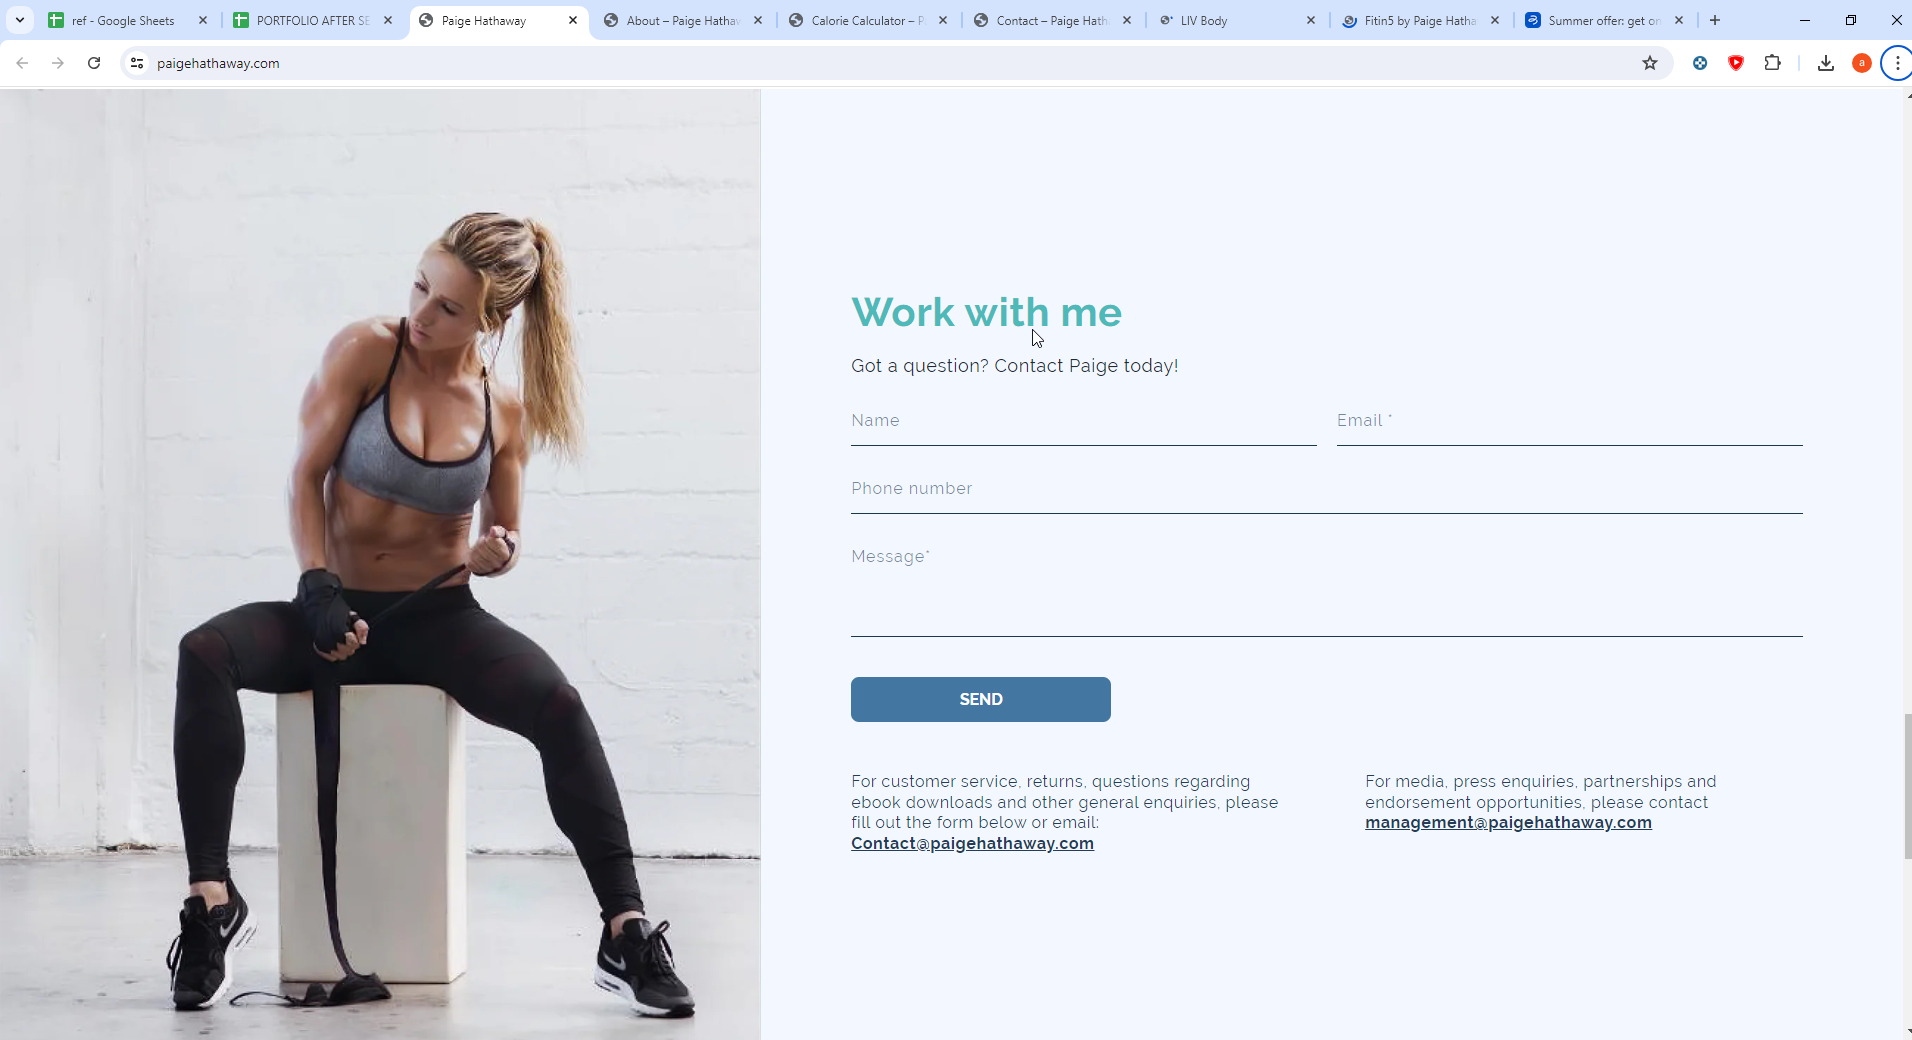 ref - Google Sheets
PORTFOLIO AFTER SE
Paige Hathaway
About – Paige Hathaw
Calorie Calculator – P
Contact – Paige Hath
LIV Body
Fitin5 by Paige Hatha
Summer offer: get on
paigehathaway.com
a
Work with me
Got a question? Contact Paige today!
Name
Email *
Phone number
Message*
SEND
For customer service, returns, questions regarding
ebook downloads and other general enquiries, please
fill out the form below or email:
Contact@paigehathaway.com
For media, press enquiries, partnerships and
endorsement opportunities, please contact
management@paigehathaway.com